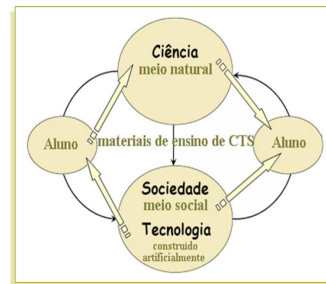 Ciência
meio natural
Aluno
materiais de ensino de CTS
Aluno
Sociedade
meio social
Tecnologia
construído
artificialmente